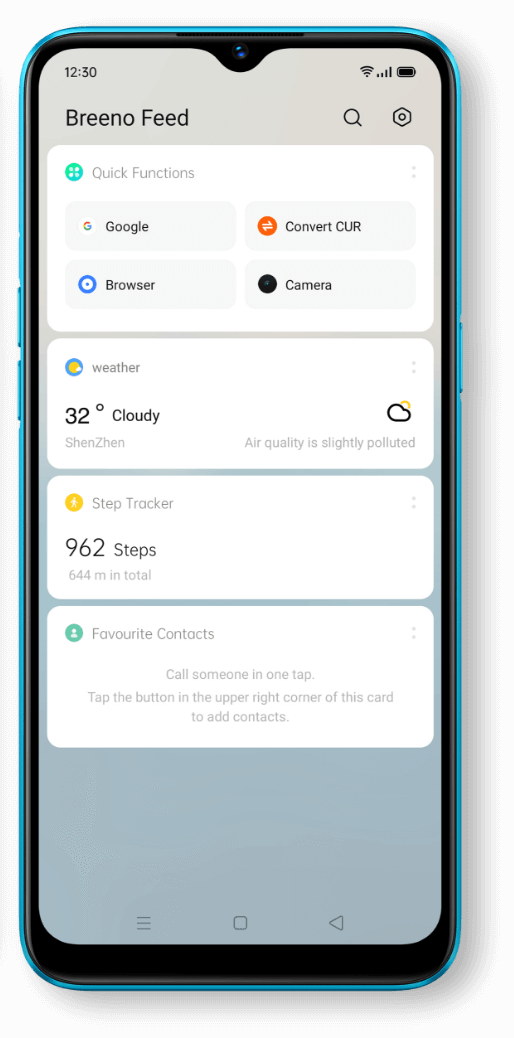 12:30
Breeno Feed
Quick Functions
Google
Convert CUR
Browser
Camera
weather
32° Cloudy
ShenZhen
Air quality is slightly polluted
Step Tracker
962 Steps
644 m in total
Favourite Contacts
Call someone in one tap.
Tap the button in the upper right corner of this card
to add contacts.